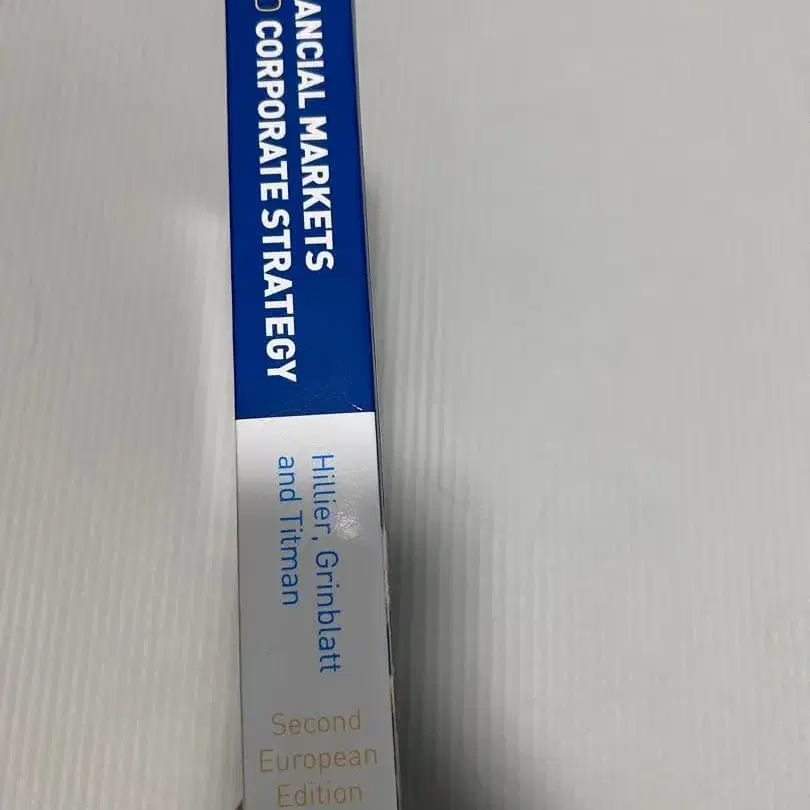 ANCIAL MARKETS
CORPORATE STRATEGY
Hillier, Grinblatt
and Titman
Second
European
Edition